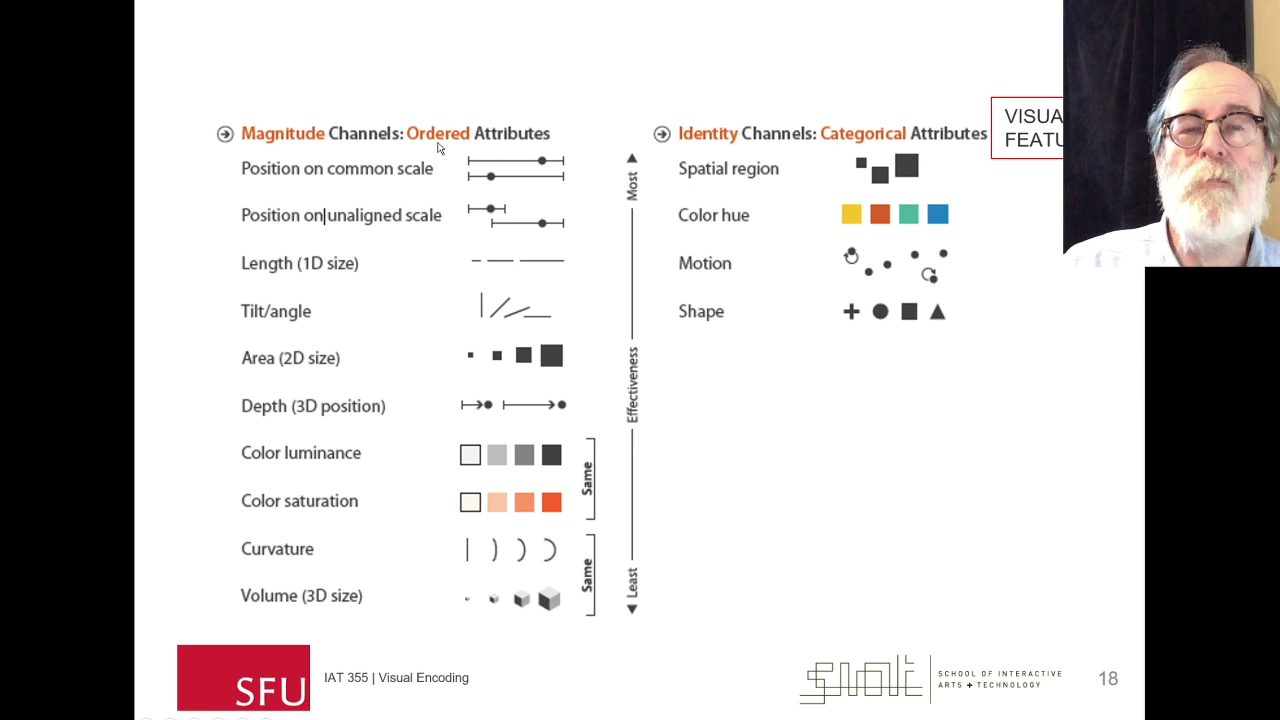 Magnitude Channels: Ordered Attributes
Position on common scale
Position on unaligned scale
Length (1D size)
Tilt/angle
Area (2D size)
Depth (3D position)
Color luminance
Color saturation
Same
Curvature
Volume (3D size)
Same
Most
Effectiveness
Least
Identity Channels: Categorical Attributes
Spatial region
Color hue
Motion
Shape
VISUA
FEATU
SFU
IAT 355 | Visual Encoding
siat
SCHOOL OF INTERACTIVE
ARTS + TECHNOLOGY
18